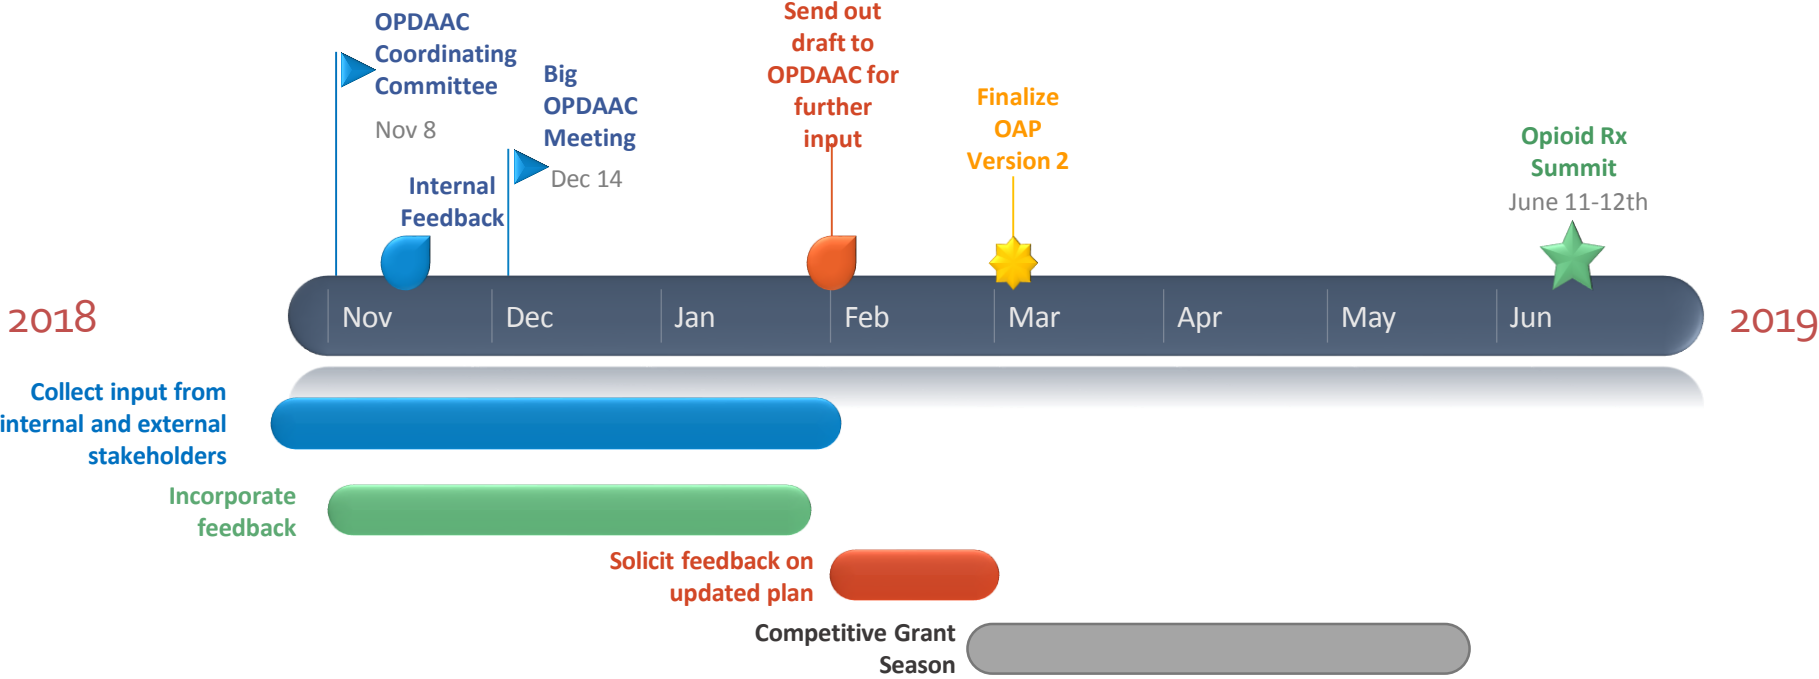 OPDAAC
Coordinating
Committee
Nov 8
Big
OPDAAC
Meeting
Dec 14
Internal
Feedback
Send out
draft to
OPDAAC for
further
input
Finalize
OAP
Version 2
Opioid Rx
Summit
June 11-12th
2018
Nov
Dec
Jan
Feb
Mar
Apr
May
Jun
2019
Collect input from
internal and external
stakeholders
Incorporate
feedback
Solicit feedback on
updated plan
Competitive Grant
Season